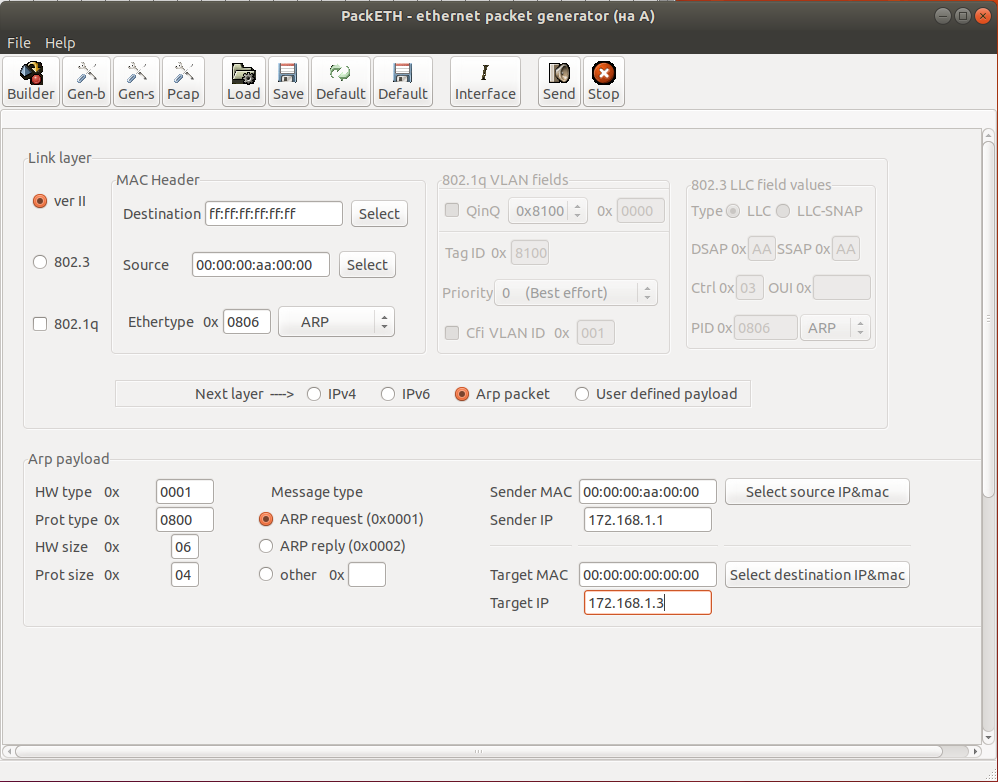 PackETH - ethernet packet generator (на A)
File Help
Builder Gen-b Gen-s Pcap Load Save Default Default Interface Send Stop
Link layer
MAC Header 802.1q VLAN fields 802.3 LLC field values
ver II Destination ff:ff:ff:ff:ff:ff Select QinQ 0x8100 0x 0000 Type LLC LLC-SNAP
802.3 Source 00:00:00:aa:00:00 Select Tag ID 0x 8100 DSAP 0x AA SSAP 0x AA
Priority 0 (Best effort) Ctrl 0x 03 OUI 0x
802.1q Ethertype 0x 0806 ARP Cfi VLAN ID 0x 001 PID 0x 0806 ARP
Next layer ----> IPv4 IPv6 Arp packet User defined payload
Arp payload
HW type 0x 0001 Message type Sender MAC 00:00:00:aa:00:00 Select source IP&mac
Prot type 0x 0800 ARP request (0x0001) Sender IP 172.168.1.1
HW size 0x 06 ARP reply (0x0002)
Prot size 0x 04 other 0x Target MAC 00:00:00:00:00:00 Select destination IP&mac
Target IP 172.168.1.3